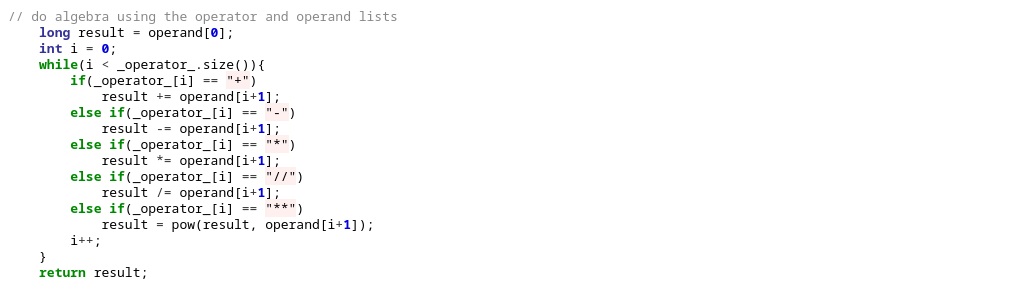 // do algebra using the operator and operand lists
    long result = operand[0];
    int i = 0;
    while(i < _operator_.size()){
        if(_operator_[i] == "+")
            result += operand[i+1];
        else if(_operator_[i] == "-")
            result -= operand[i+1];
        else if(_operator_[i] == "*")
            result *= operand[i+1];
        else if(_operator_[i] == "//")
            result /= operand[i+1];
        else if(_operator_[i] == "**")
            result = pow(result, operand[i+1]);
        i++;
    }
    return result;